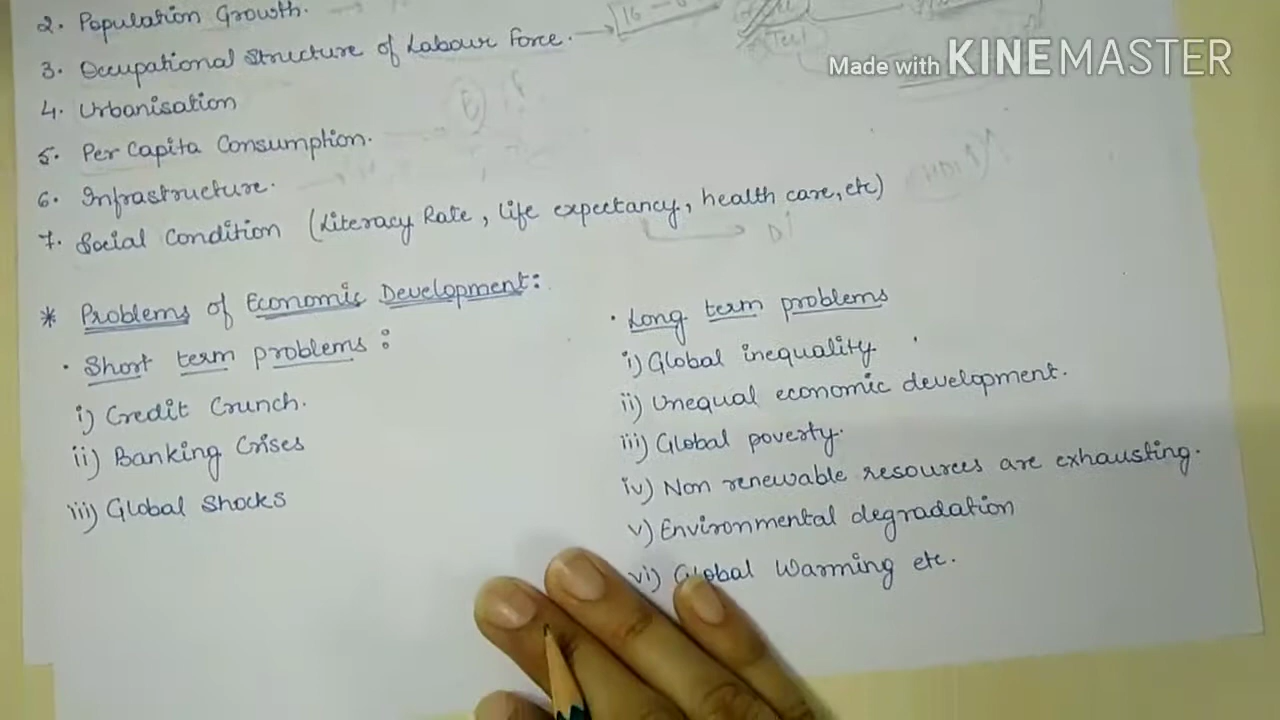 2. Population Growth.
3. Occupational Structure of Labour Force.
Made with KINEMASTER
4. Urbanisation
5. Per Capita Consumption.
6. Infrastructure.
7. Social Condition (Literacy Rate, life expectancy, health care, etc)
* Problems of Economic Development:
• Short term problems:
i) Credit Crunch.
ii) Banking Crises
iii) Global Shocks
• Long term problems
i) Global inequality
ii) Unequal economic development.
iii) Global poverty.
iv) Non renewable resources are exhausting.
v) Environmental degradation
vi) Global Warming etc.